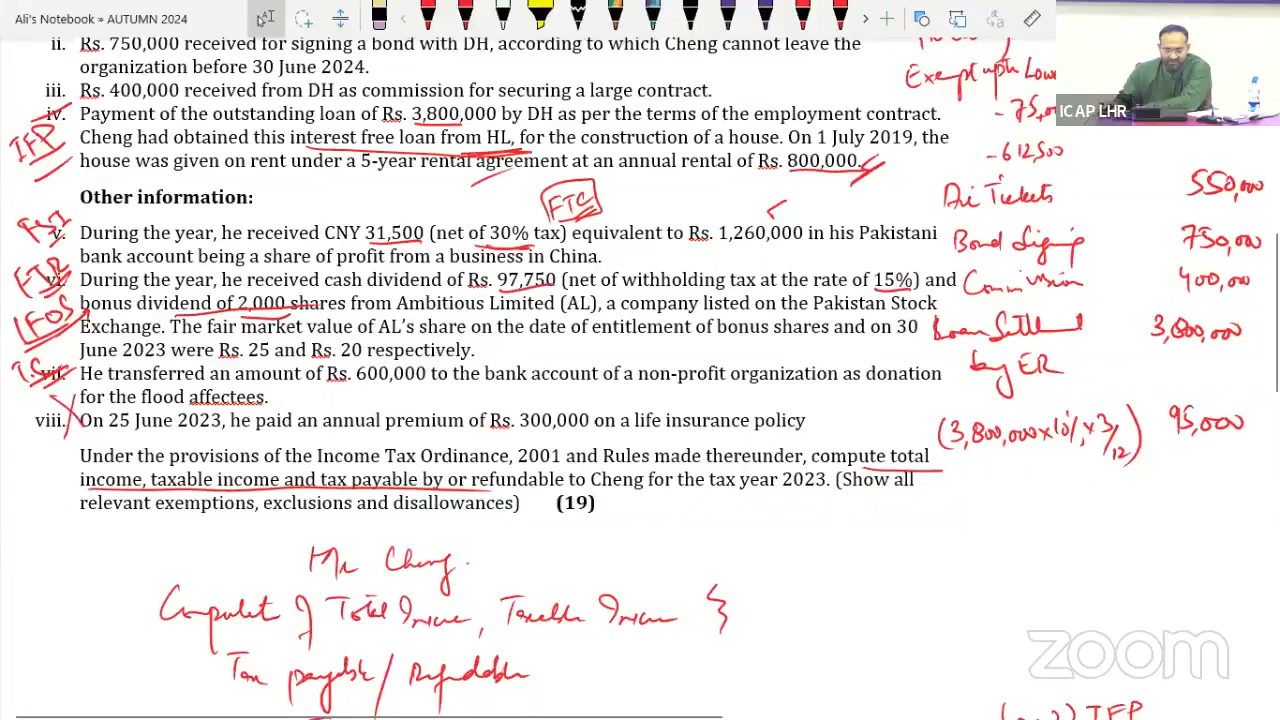 Ali's Notebook » AUTUMN 2024
ii. Rs. 750,000 received for signing a bond with DH, according to which Cheng cannot leave the
organization before 30 June 2024.
iii. Rs. 400,000 received from DH as commission for securing a large contract.
iv. Payment of the outstanding loan of Rs. 3,800,000 by DH as per the terms of the employment contract.
Cheng had obtained this interest free loan from HL, for the construction of a house. On 1 July 2019, the
house was given on rent under a 5-year rental agreement at an annual rental of Rs. 800,000.
IFP
Other information:
FTC
v. During the year, he received CNY 31,500 (net of 30% tax) equivalent to Rs. 1,260,000 in his Pakistani
bank account being a share of profit from a business in China.
FSI
vi. During the year, he received cash dividend of Rs. 97,750 (net of withholding tax at the rate of 15%) and
bonus dividend of 2,000 shares from Ambitious Limited (AL), a company listed on the Pakistan Stock
Exchange. The fair market value of AL's share on the date of entitlement of bonus shares and on 30
June 2023 were Rs. 25 and Rs. 20 respectively.
FTR
IFOS
vii. He transferred an amount of Rs. 600,000 to the bank account of a non-profit organization as donation
for the flood affectees.
viii. On 25 June 2023, he paid an annual premium of Rs. 300,000 on a life insurance policy
Under the provisions of the Income Tax Ordinance, 2001 and Rules made thereunder, compute total
income, taxable income and tax payable by or refundable to Cheng for the tax year 2023. (Show all
relevant exemptions, exclusions and disallowances) (19)
Mr Cheng
Total Income, Taxable Income
Tax payable / Refundable
Exempt upto Lower
- 612,500
Air Tickets 550,000
Bond Signing 750,000
Commission 400,000
Loan Settlement 3,800,000
by ER
(3,800,000 x 10% x 3/12) 95,000
IFP
ICAP LHR
zoom